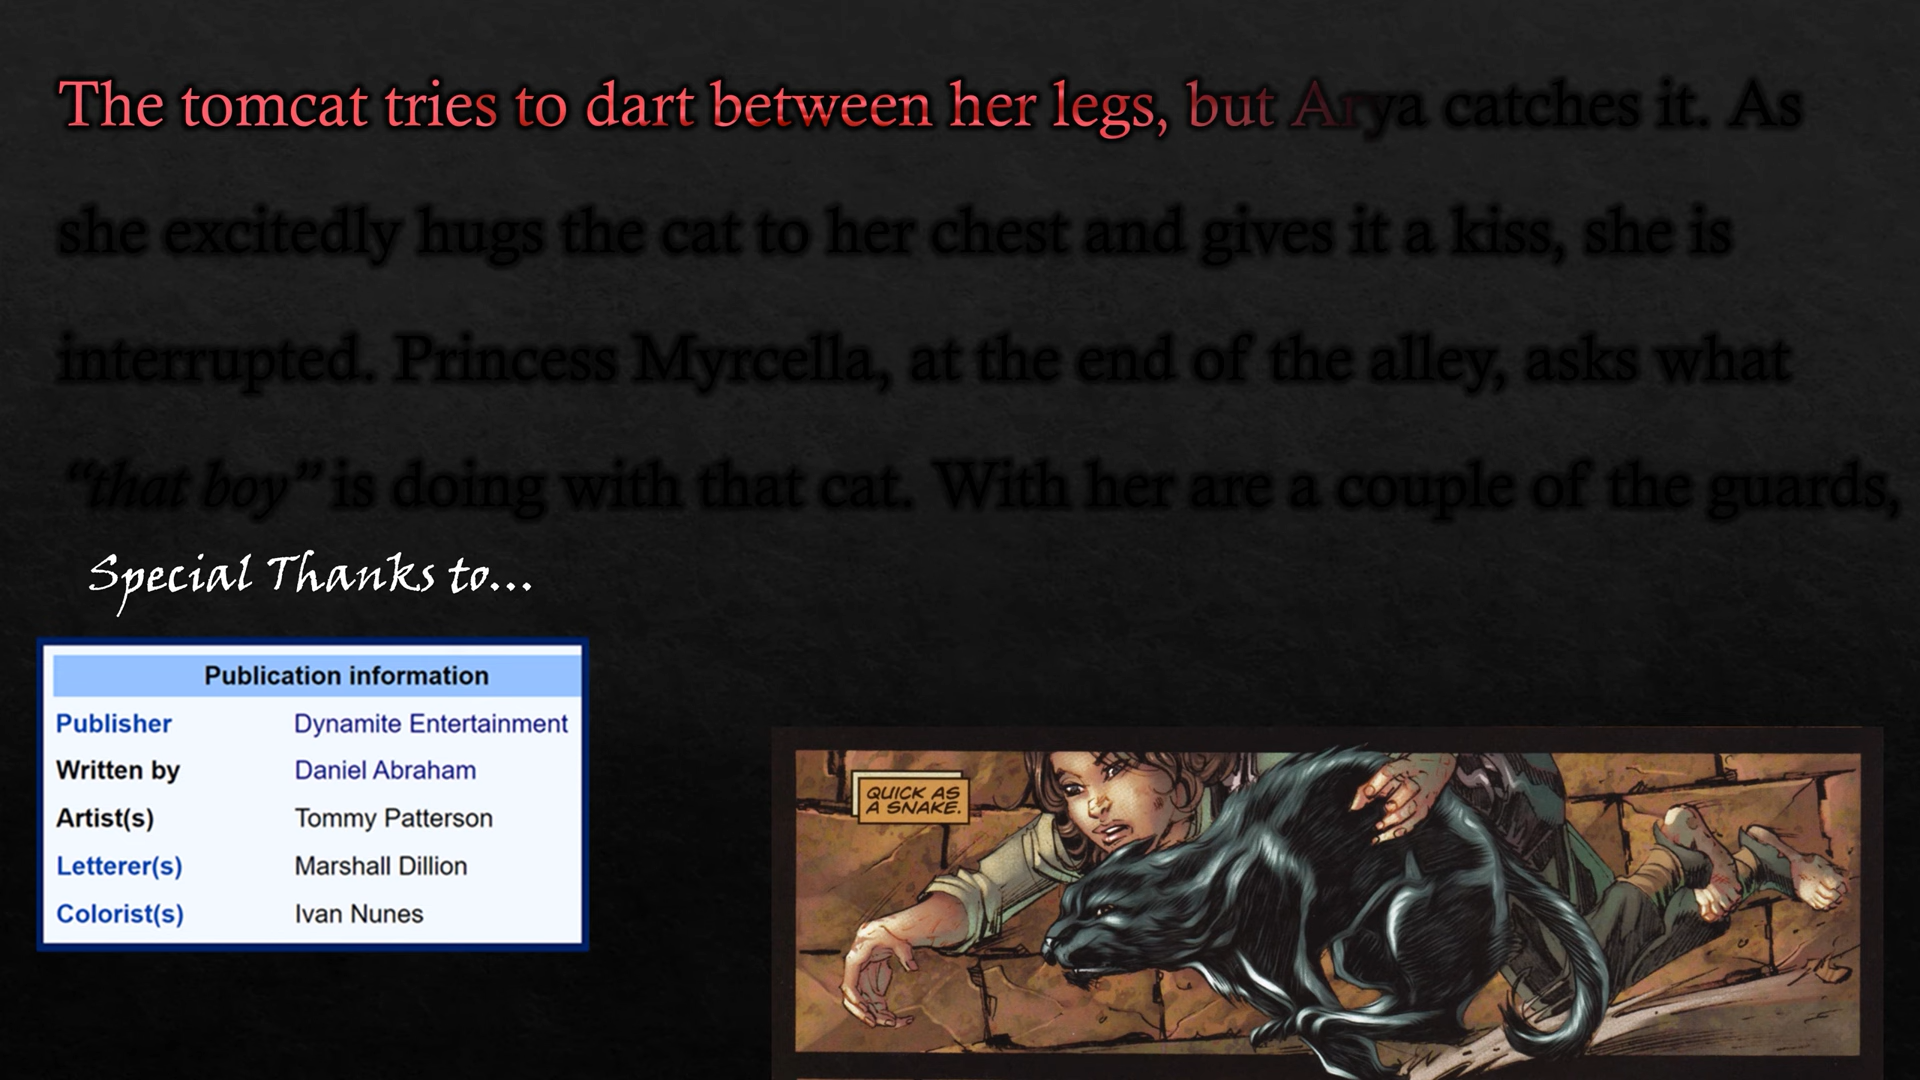 The tomcat tries to dart between her legs, but Arya catches it. As
she excitedly hugs the cat to her chest and gives it a kiss, she is
interrupted. Princess Myrcella, at the end of the alley, asks what
“that boy” is doing with that cat. With her are a couple of the guards,
Special Thanks to...
Publication information
Publisher Dynamite Entertainment
Written by Daniel Abraham
Artist(s) Tommy Patterson
Letterer(s) Marshall Dillion
Colorist(s) Ivan Nunes
QUICK AS
A SNAKE.